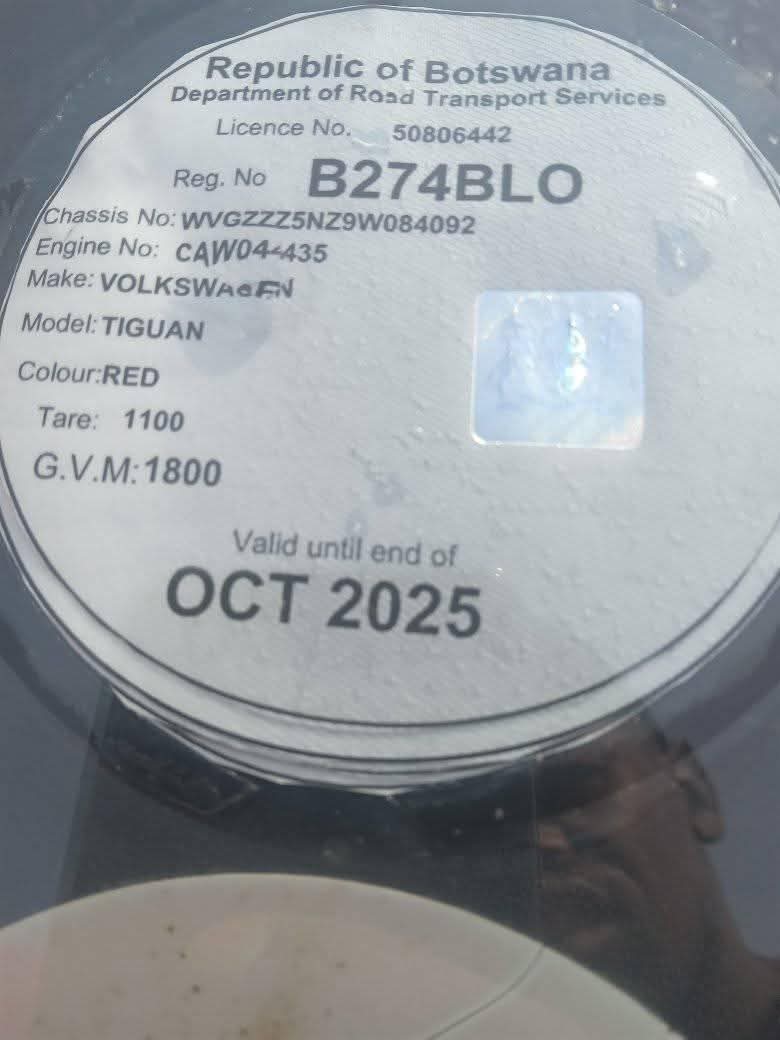 Republic of Botswana
Department of Road Transport Services
Licence No. 50806442
Reg. No B274BLO
Chassis No: WVGZZZ5NZ9W084092
Engine No: CAW044435
Make: VOLKSWAGEN
Model: TIGUAN
Colour:RED
Tare: 1100
G.V.M:1800
Valid until end of
OCT 2025